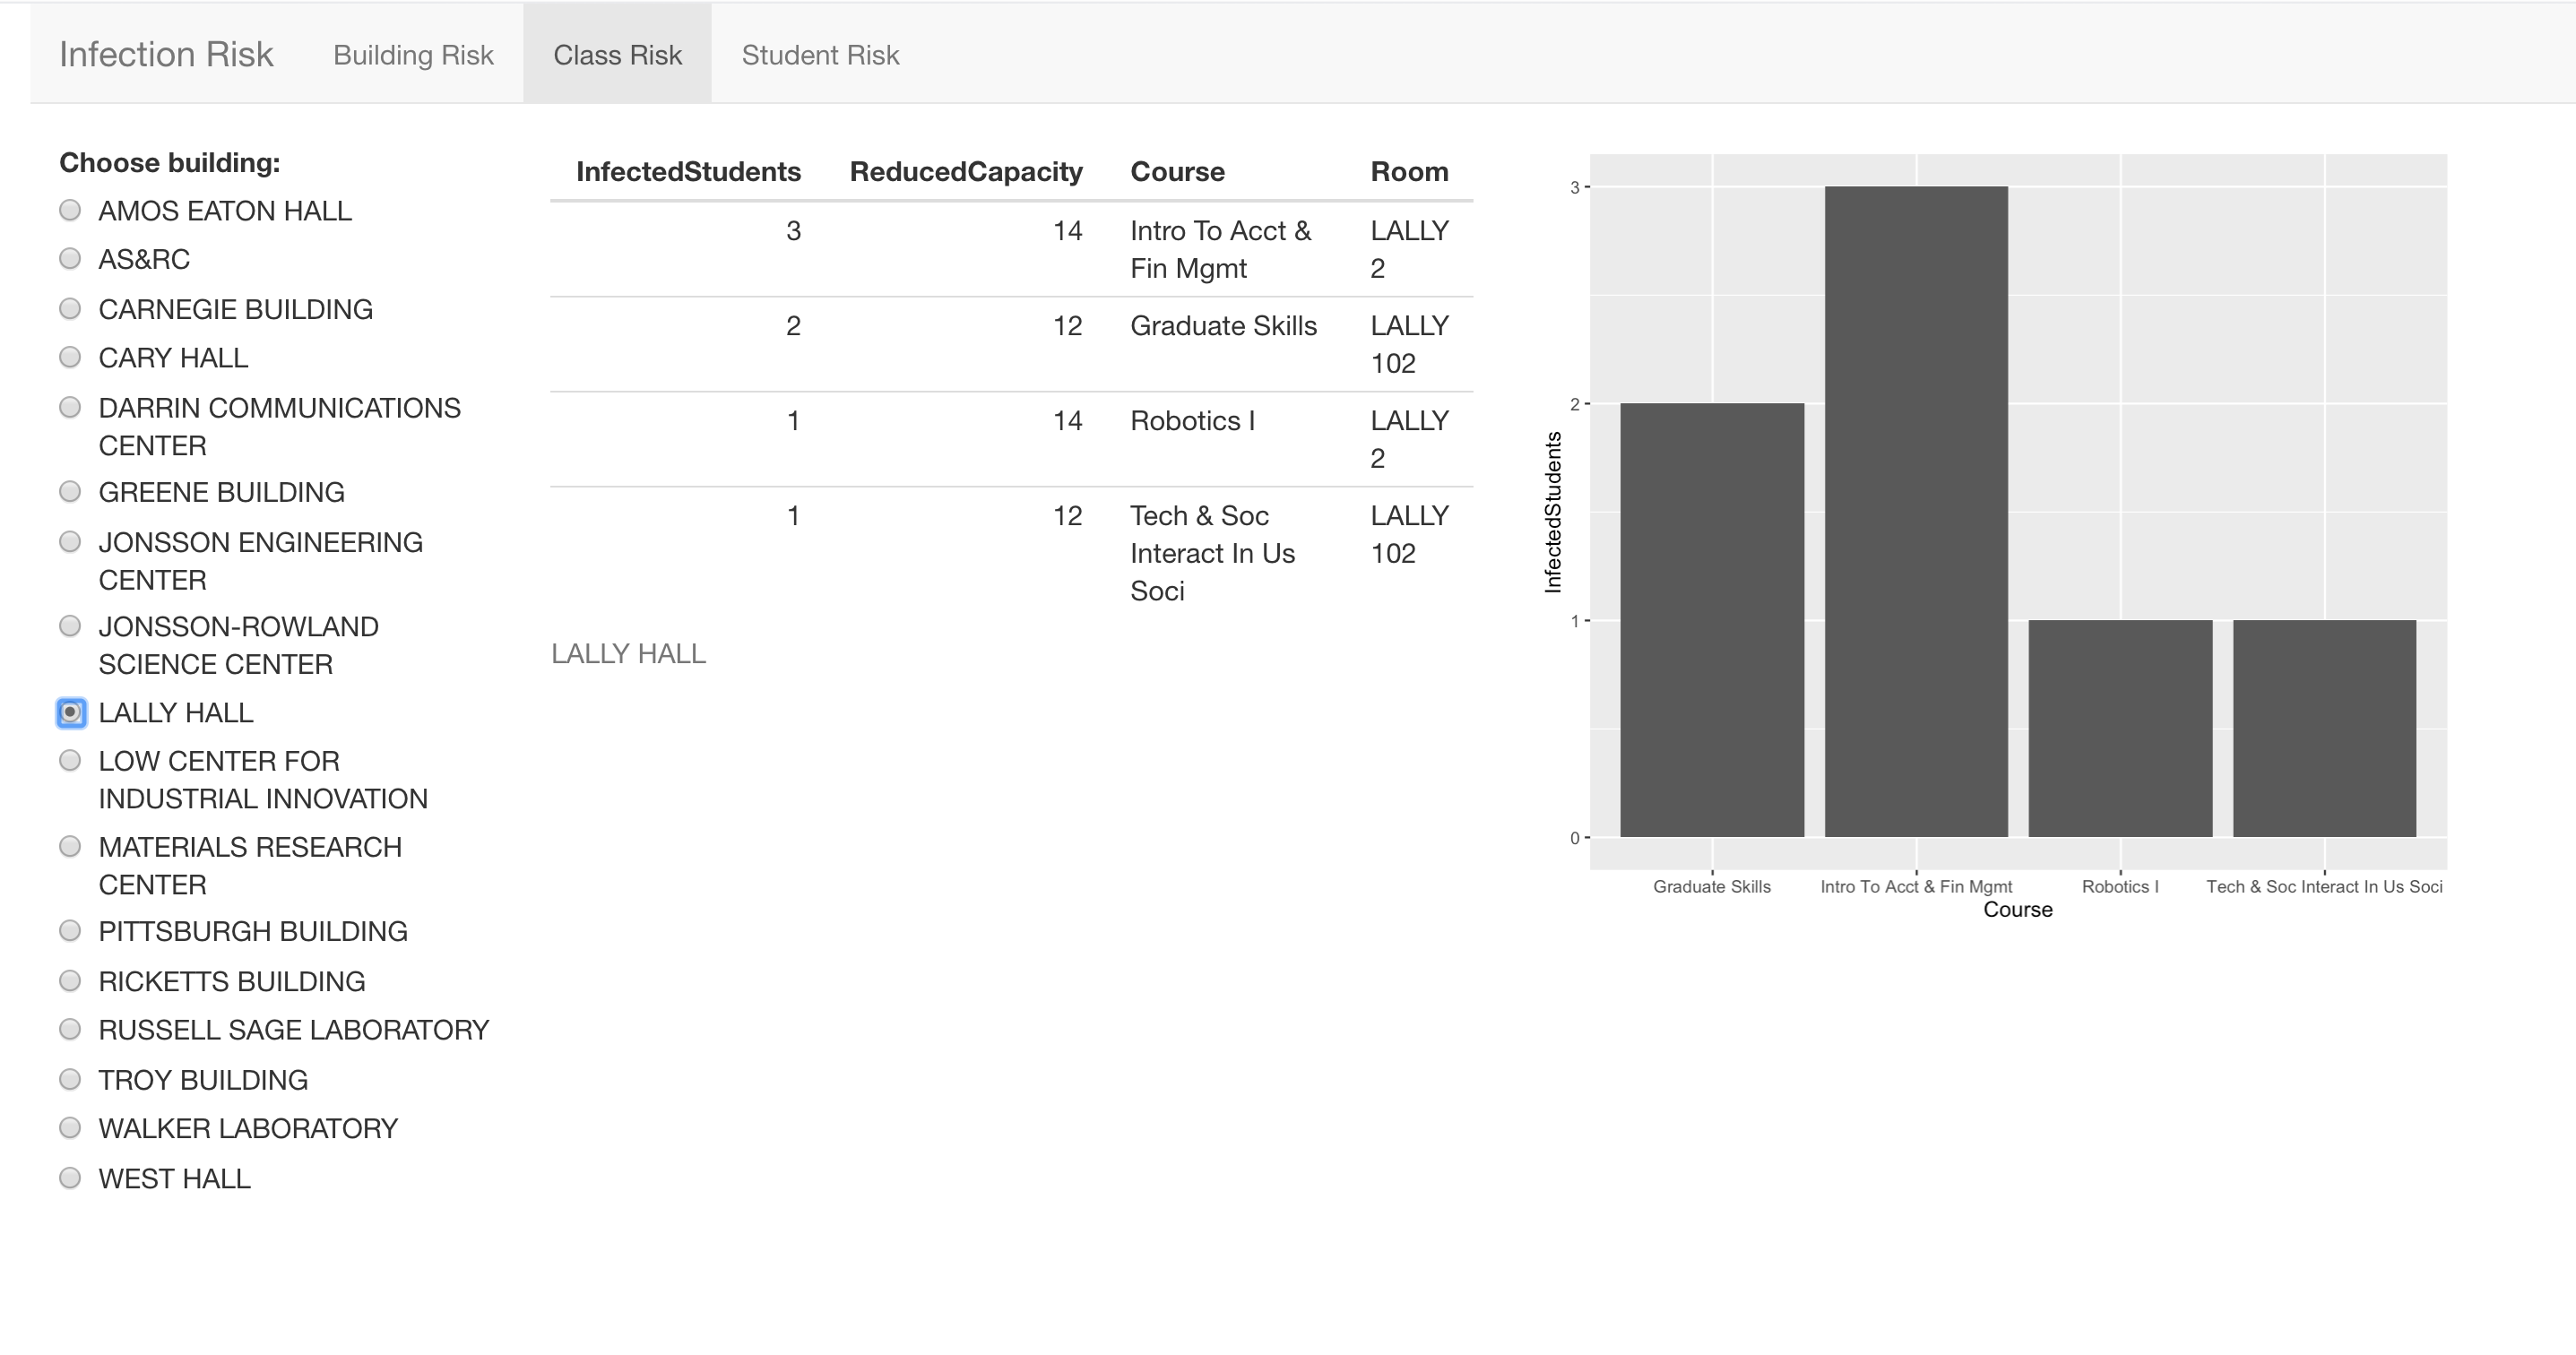 Infection Risk Building Risk Class Risk Student Risk
Choose building:
AMOS EATON HALL
AS&RC
CARNEGIE BUILDING
CARY HALL
DARRIN COMMUNICATIONS
CENTER
GREENE BUILDING
JONSSON ENGINEERING
CENTER
JONSSON-ROWLAND
SCIENCE CENTER
LALLY HALL
LOW CENTER FOR
INDUSTRIAL INNOVATION
MATERIALS RESEARCH
CENTER
PITTSBURGH BUILDING
RICKETTS BUILDING
RUSSELL SAGE LABORATORY
TROY BUILDING
WALKER LABORATORY
WEST HALL
InfectedStudents ReducedCapacity Course Room
3 14 Intro To Acct & LALLY
Fin Mgmt 2
2 12 Graduate Skills LALLY
102
1 14 Robotics I LALLY
2
1 12 Tech & Soc LALLY
Interact In Us 102
Soci
LALLY HALL
InfectedStudents
3
2
1
0
Graduate Skills Intro To Acct & Fin Mgmt Robotics I Tech & Soc Interact In Us Soci
Course